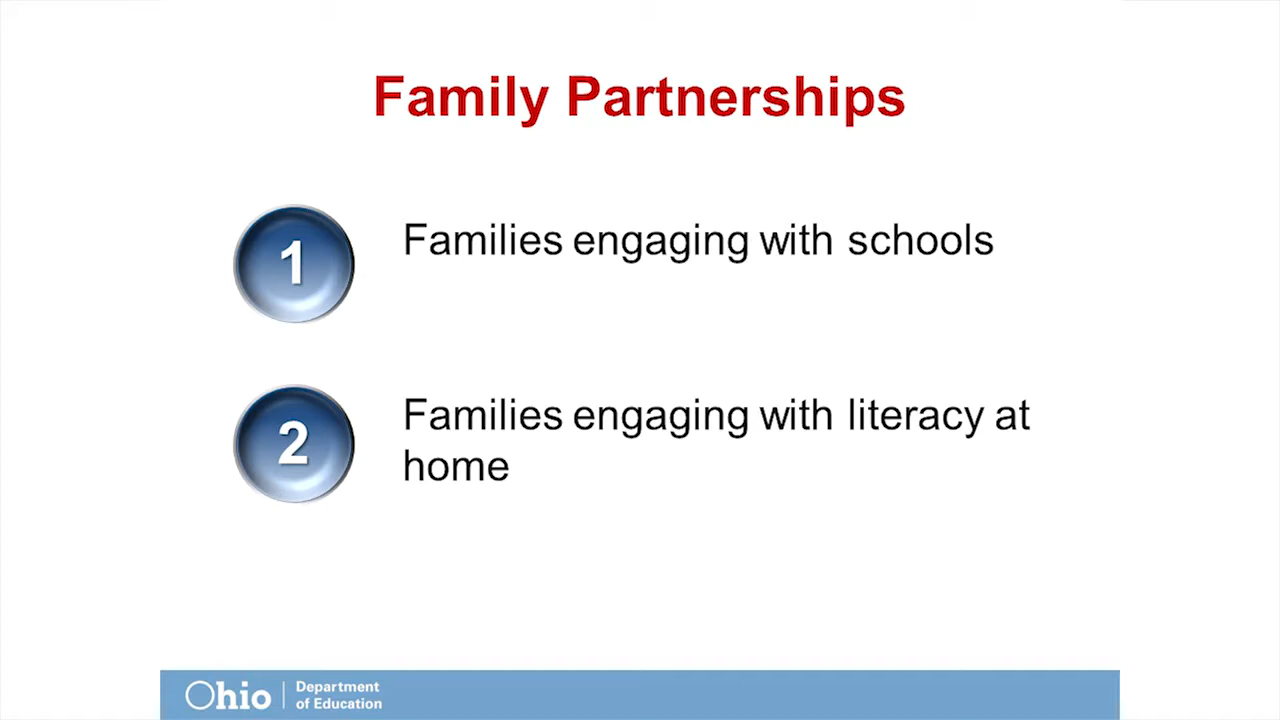 Family Partnerships
1
Families engaging with schools
2
Families engaging with literacy at
home
Ohio
Department
of Education